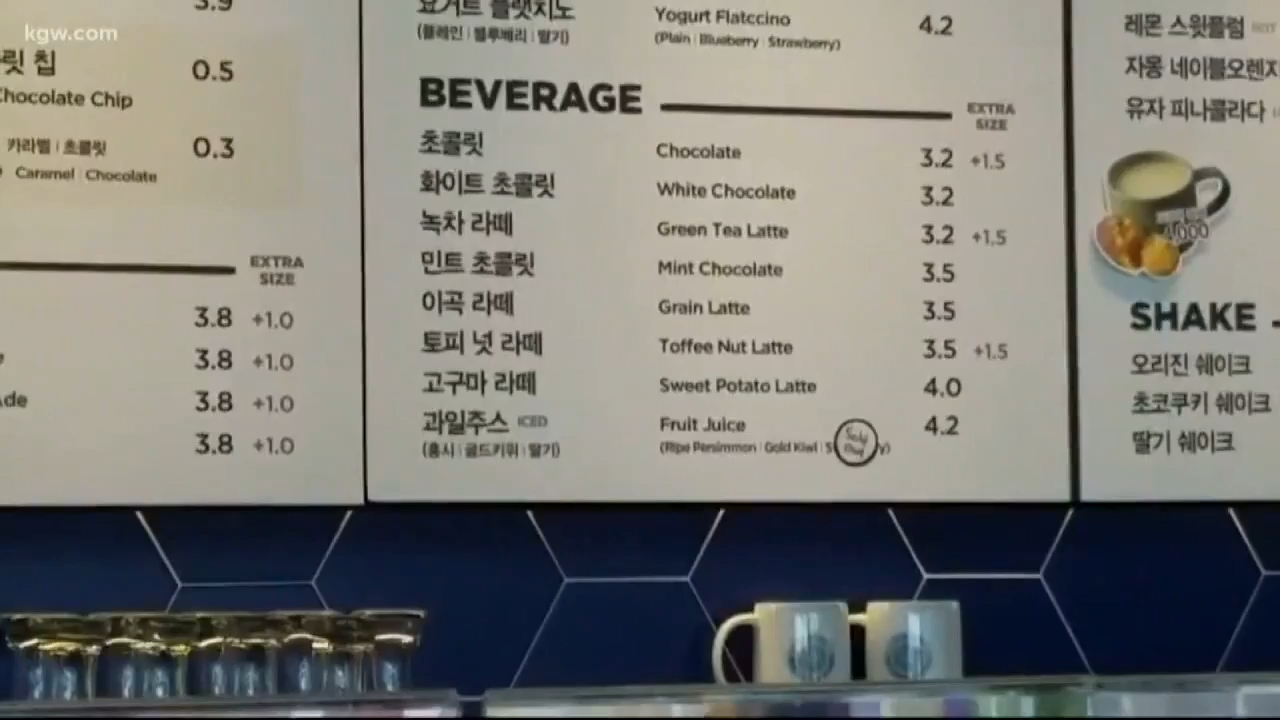 kgw.com
3.9
릿 칩 0.5
Chocolate Chip
카라멜 | 초콜릿 0.3
Caramel | Chocolate
EXTRA
SIZE
3.8 +1.0
3.8 +1.0
Ade 3.8 +1.0
3.8 +1.0
요거트 플랫치노 Yogurt Flatccino 4.2
(플레인 | 블루베리 | 딸기) (Plain | Blueberry | Strawberry)
BEVERAGE EXTRA
SIZE
초콜릿 Chocolate 3.2 +1.5
화이트 초콜릿 White Chocolate 3.2
녹차 라떼 Green Tea Latte 3.2 +1.5
민트 초콜릿 Mint Chocolate 3.5
이곡 라떼 Grain Latte 3.5
토피 넛 라떼 Toffee Nut Latte 3.5 +1.5
고구마 라떼 Sweet Potato Latte 4.0
과일주스 ICED Fruit Juice 4.2
(홍시 | 골드키위 | 딸기) (Ripe Persimmon | Gold Kiwi | S y)
레몬 스윗플럼 HOT
자몽 네이블오렌지
유자 피나콜라다
4,000
SHAKE
오리진 쉐이크
초코쿠키 쉐이크
딸기 쉐이크